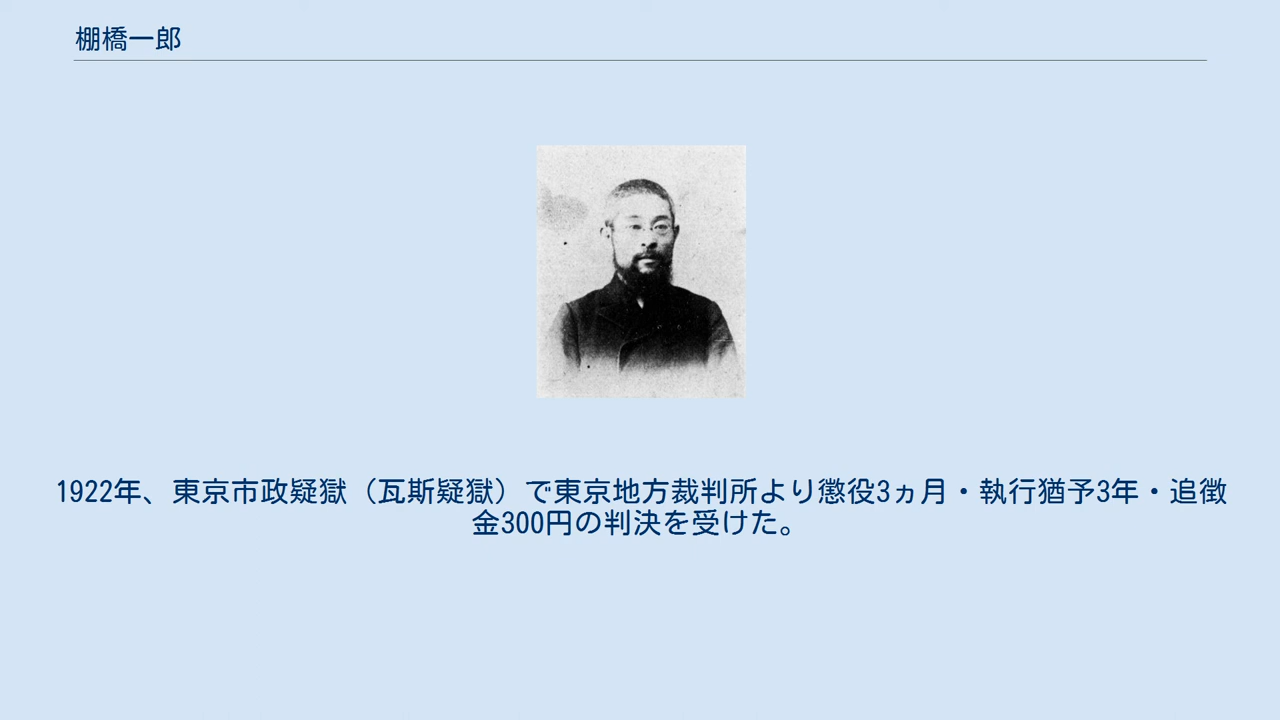 棚橋一郎
1922年、東京市政疑獄（瓦斯疑獄）で東京地方裁判所より懲役3ヵ月・執行猶予3年・追徴
金300円の判決を受けた。